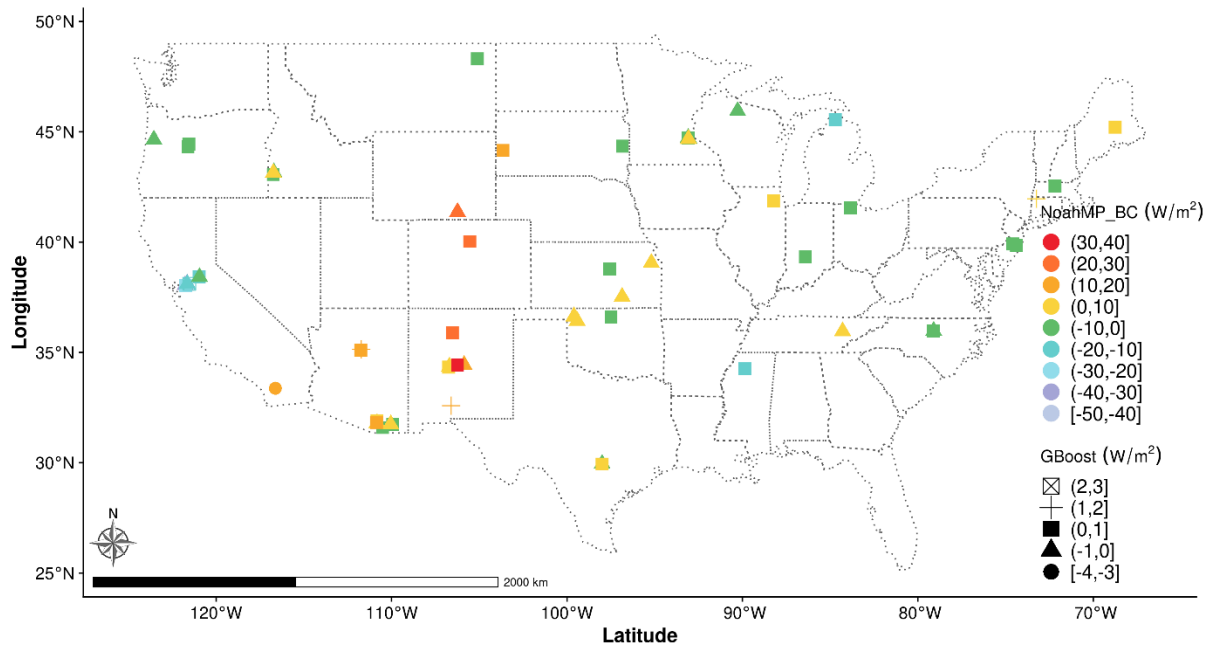 50°N
45°N
40°N
35°N
30°N
25°N
Longitude
N
2000 km
120°W
110°W
100°W
90°W
80°W
70°W
Latitude
NoahMP_BC (W/m²)
(30,40]
(20,30]
(10,20]
(0,10]
(-10,0]
(-20,-10]
(-30,-20]
(-40,-30]
[-50,-40]
GBoost (W/m²)
(2,3]
(1,2]
(0,1]
(-1,0]
[-4,-3]